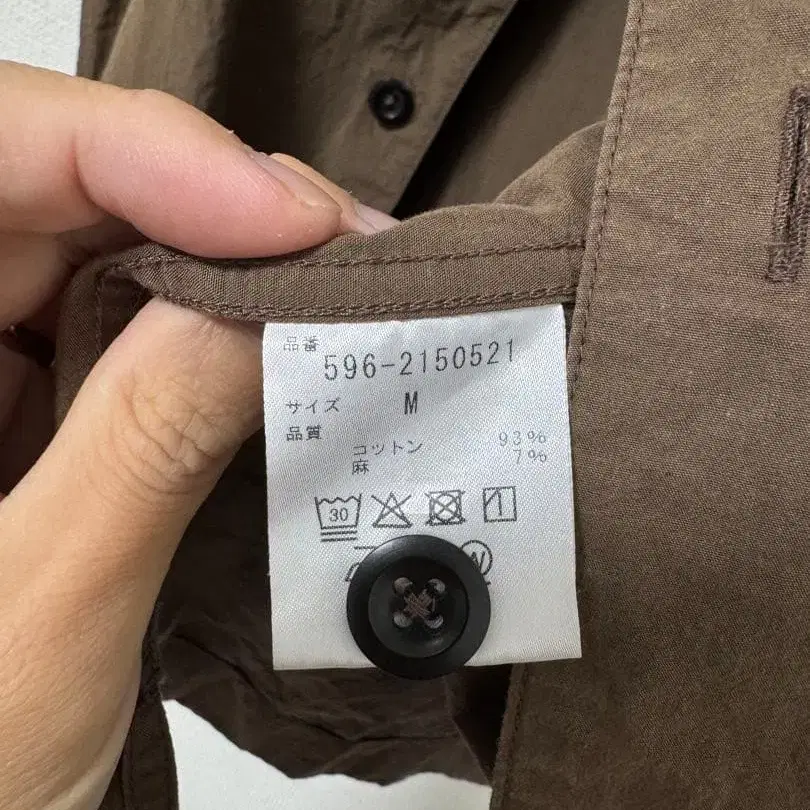 品番
596-2150521
サイズ M
品質
コットン 93%
麻 7%
30
W